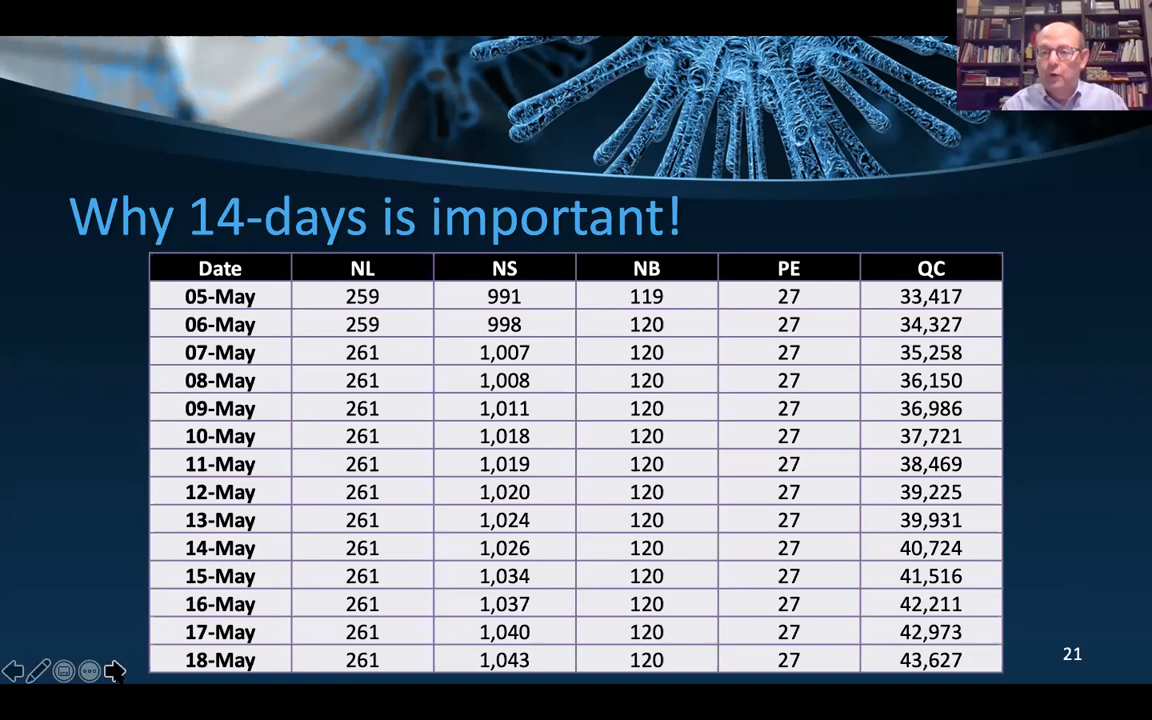 Why 14-days is important!
Date NL NS NB PE QC
05-May 259 991 119 27 33,417
06-May 259 998 120 27 34,327
07-May 261 1,007 120 27 35,258
08-May 261 1,008 120 27 36,150
09-May 261 1,011 120 27 36,986
10-May 261 1,018 120 27 37,721
11-May 261 1,019 120 27 38,469
12-May 261 1,020 120 27 39,225
13-May 261 1,024 120 27 39,931
14-May 261 1,026 120 27 40,724
15-May 261 1,034 120 27 41,516
16-May 261 1,037 120 27 42,211
17-May 261 1,040 120 27 42,973
18-May 261 1,043 120 27 43,627
21